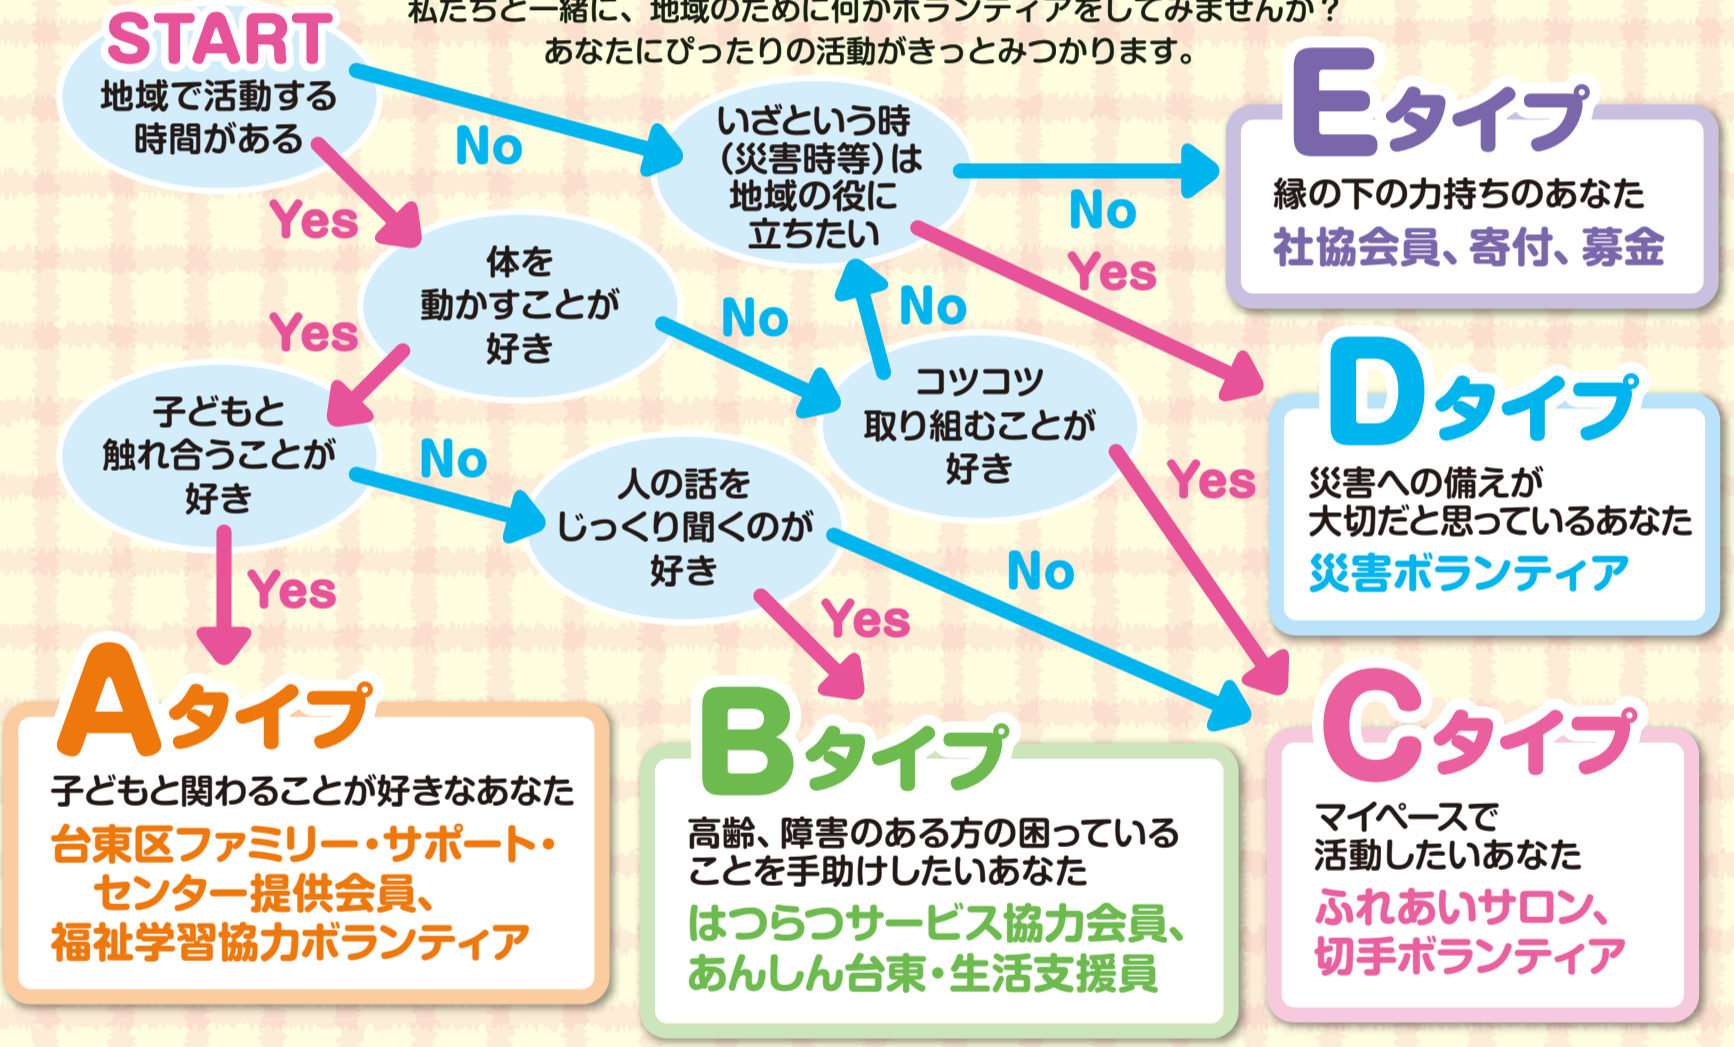 私たちと一緒に、地域のために何かボランティアをしてみませんか？
あなたにぴったりの活動がきっとみつかります。
START
地域で活動する
時間がある
No
Yes
いざという時
（災害時等）は
地域の役に
立ちたい
No
Yes
体を
動かすことが
好き
Yes
No
コツコツ
取り組むことが
好き
No
Yes
子どもと
触れ合うことが
好き
No
Yes
人の話を
じっくり聞くのが
好き
No
Yes
Eタイプ
縁の下の力持ちのあなた
社協会員、寄付、募金
Dタイプ
災害への備えが
大切だと思っているあなた
災害ボランティア
Aタイプ
子どもと関わることが好きなあなた
台東区ファミリー・サポート・
センター提供会員、
福祉学習協力ボランティア
Bタイプ
高齢、障害のある方の困っている
ことを手助けしたいあなた
はつらつサービス協力会員、
あんしん台東・生活支援員
Cタイプ
マイペースで
活動したいあなた
ふれあいサロン、
切手ボランティア